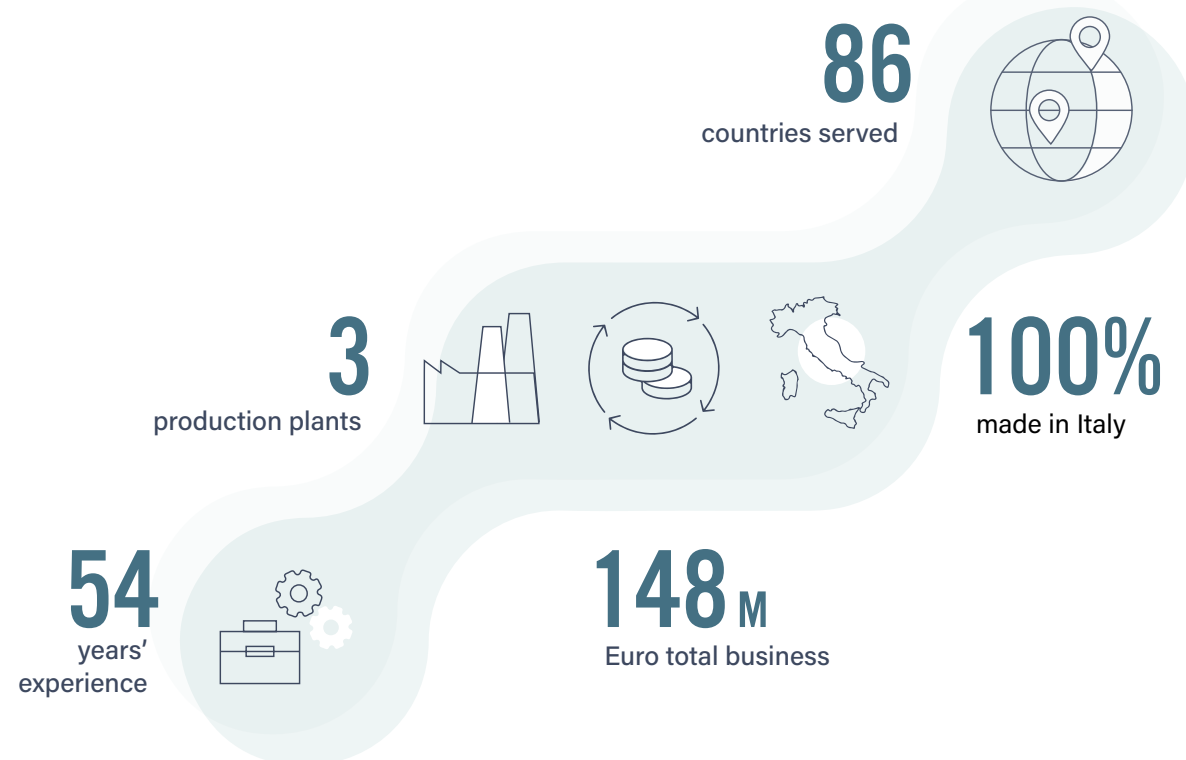 86
countries served
3
production plants
100%
made in Italy
54
years’
experience
148 M
Euro total business